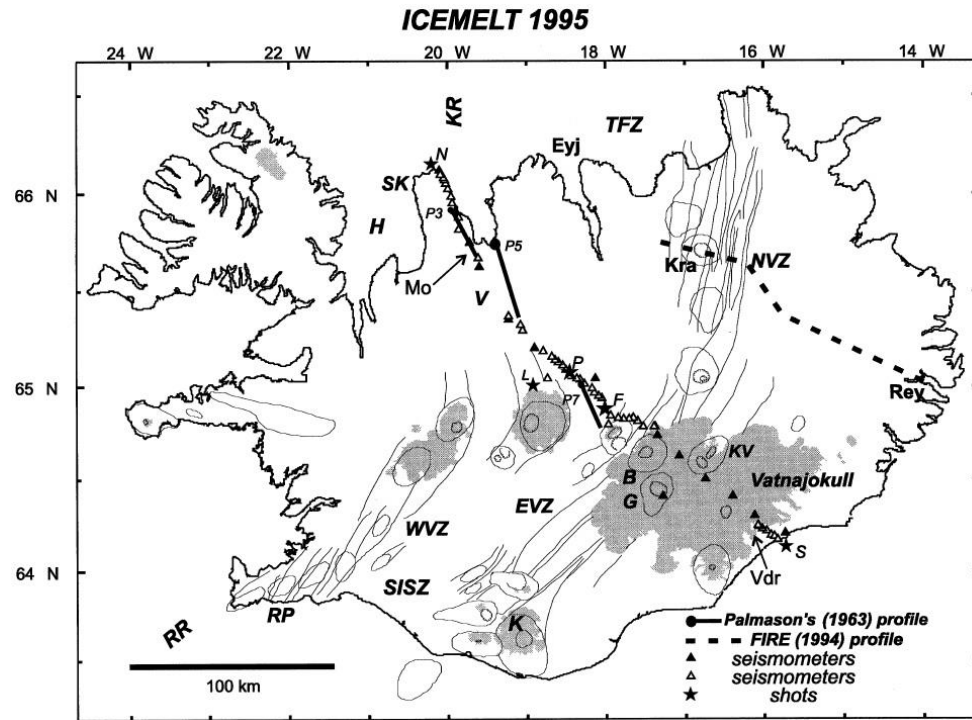 ICEMELT 1995
24 W 22 20 W 18 W 16 W 14 W
KR
TFZ
Eyj
N
66 N
SK
P3
H
P5
Mo
Kra
NVZ
V
65 N
L
P
P7
F
Rey
B
KV
Vatnajokull
G
EVZ
WVZ
S
Vdr
64 N
SISZ
RP
K
RR
100 km
Palmason's (1963) profile
FIRE (1994) profile
seismometers
seismometers
shots